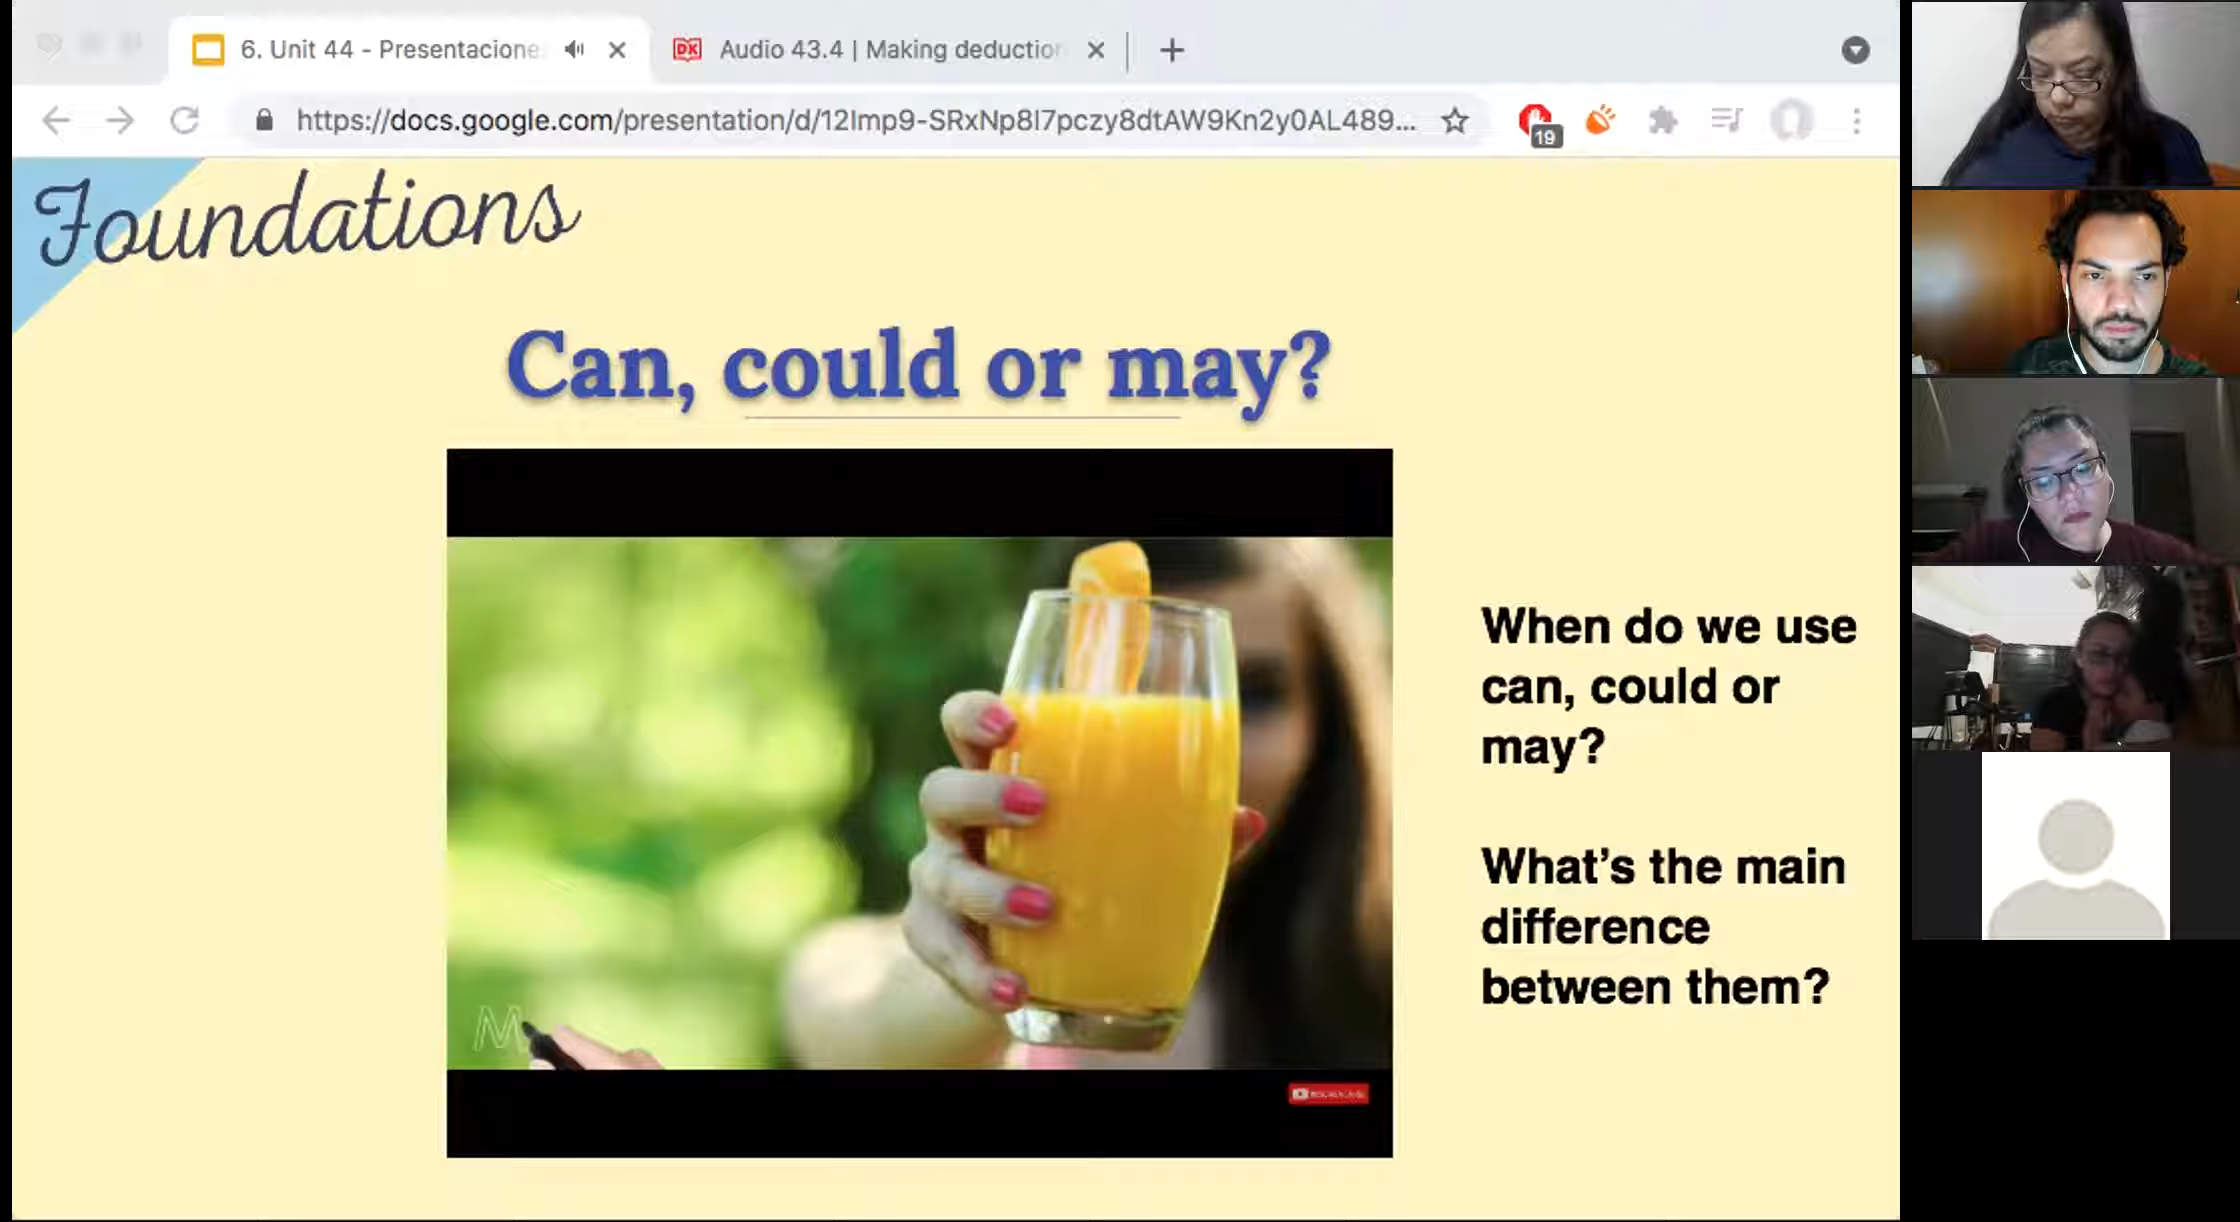 6. Unit 44 - Presentacione
Audio 43.4 | Making deduction
https://docs.google.com/presentation/d/12Imp9-SRxNp8I7pczy8dtAW9Kn2y0AL489...
19
Foundations
Can, could or may?
When do we use
can, could or
may?
What's the main
difference
between them?
M